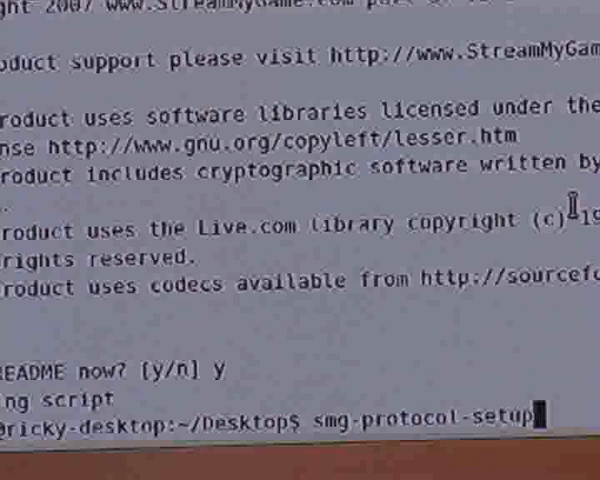 ght 2007 www.StreamMyGame.com
oduct support please visit http://www.StreamMyGam
roduct uses software libraries licensed under the
nse http://www.gnu.org/copyleft/lesser.htm
roduct includes cryptographic software written by
.
roduct uses the Live.com library copyright (c) 19
rights reserved.
roduct uses codecs available from http://sourcefo
README now? [y/n] y
ng script
@ricky-desktop:~/Desktop$ smg-protocol-setup